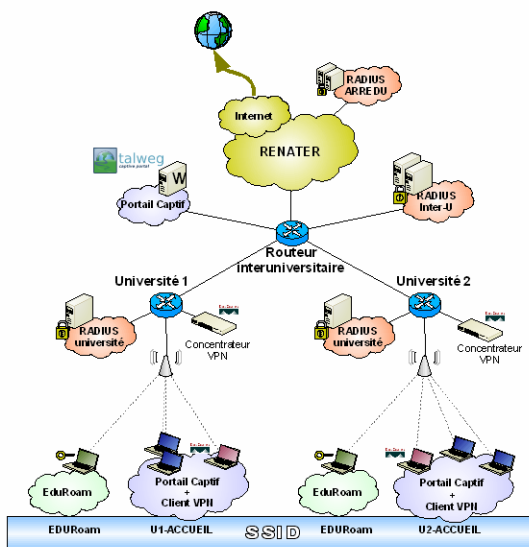 RADIUS
ARREDU
Internet
RENATER
talweg
captive portal
W
Portail Captif
RADIUS
Inter-U
Routeur
interuniversitaire
Université 1
Université 2
RADIUS
université
Concentrateur
VPN
RADIUS
université
Concentrateur
VPN
EduRoam
Portail Captif
+
Client VPN
EduRoam
Portail Captif
+
Client VPN
EDURoam
U1-ACCUEIL
SSID
EDURoam
U2-ACCUEIL